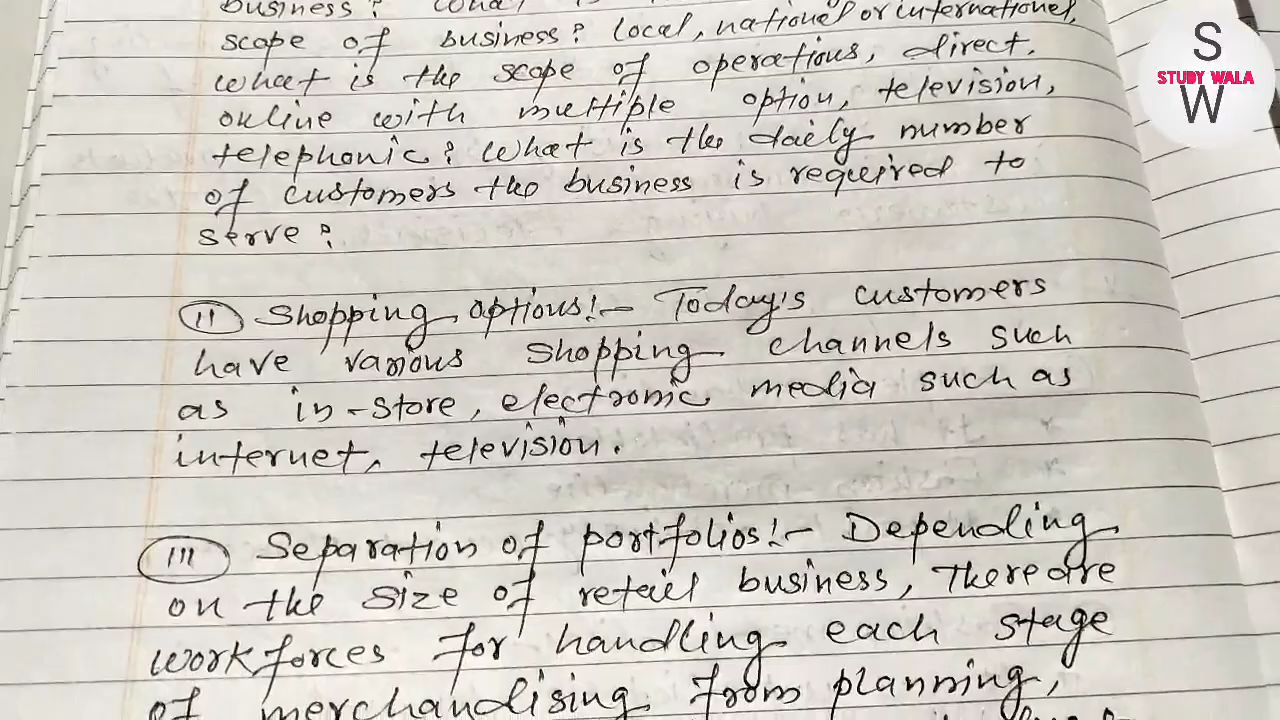 business? What is
scope of business? local, national or international,
what is the scope of operations, direct,
online with multiple option, television,
telephonic? What is the daily number
of customers the business is required to
serve?
II Shopping options:- Today's customers
have various shopping channels such
as in-store, electronic media such as
internet, television.
III Separation of portfolios:- Depending
on the size of retail business, There are
workforces for handling each stage
of merchandising from planning,
S
STUDY WALA
W